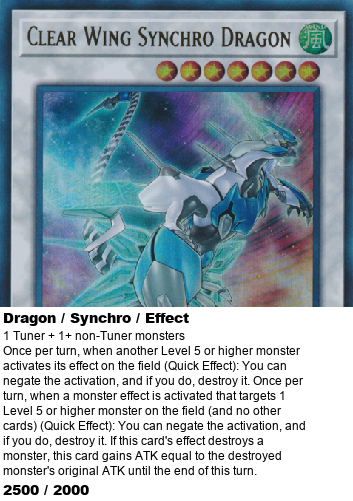 Clear Wing Synchro Dragon 風
Dragon / Synchro / Effect
1 Tuner + 1+ non-Tuner monsters
Once per turn, when another Level 5 or higher monster
activates its effect on the field (Quick Effect): You can
negate the activation, and if you do, destroy it. Once per
turn, when a monster effect is activated that targets 1
Level 5 or higher monster on the field (and no other
cards) (Quick Effect): You can negate the activation, and
if you do, destroy it. If this card's effect destroys a
monster, this card gains ATK equal to the destroyed
monster's original ATK until the end of this turn.
2500 / 2000